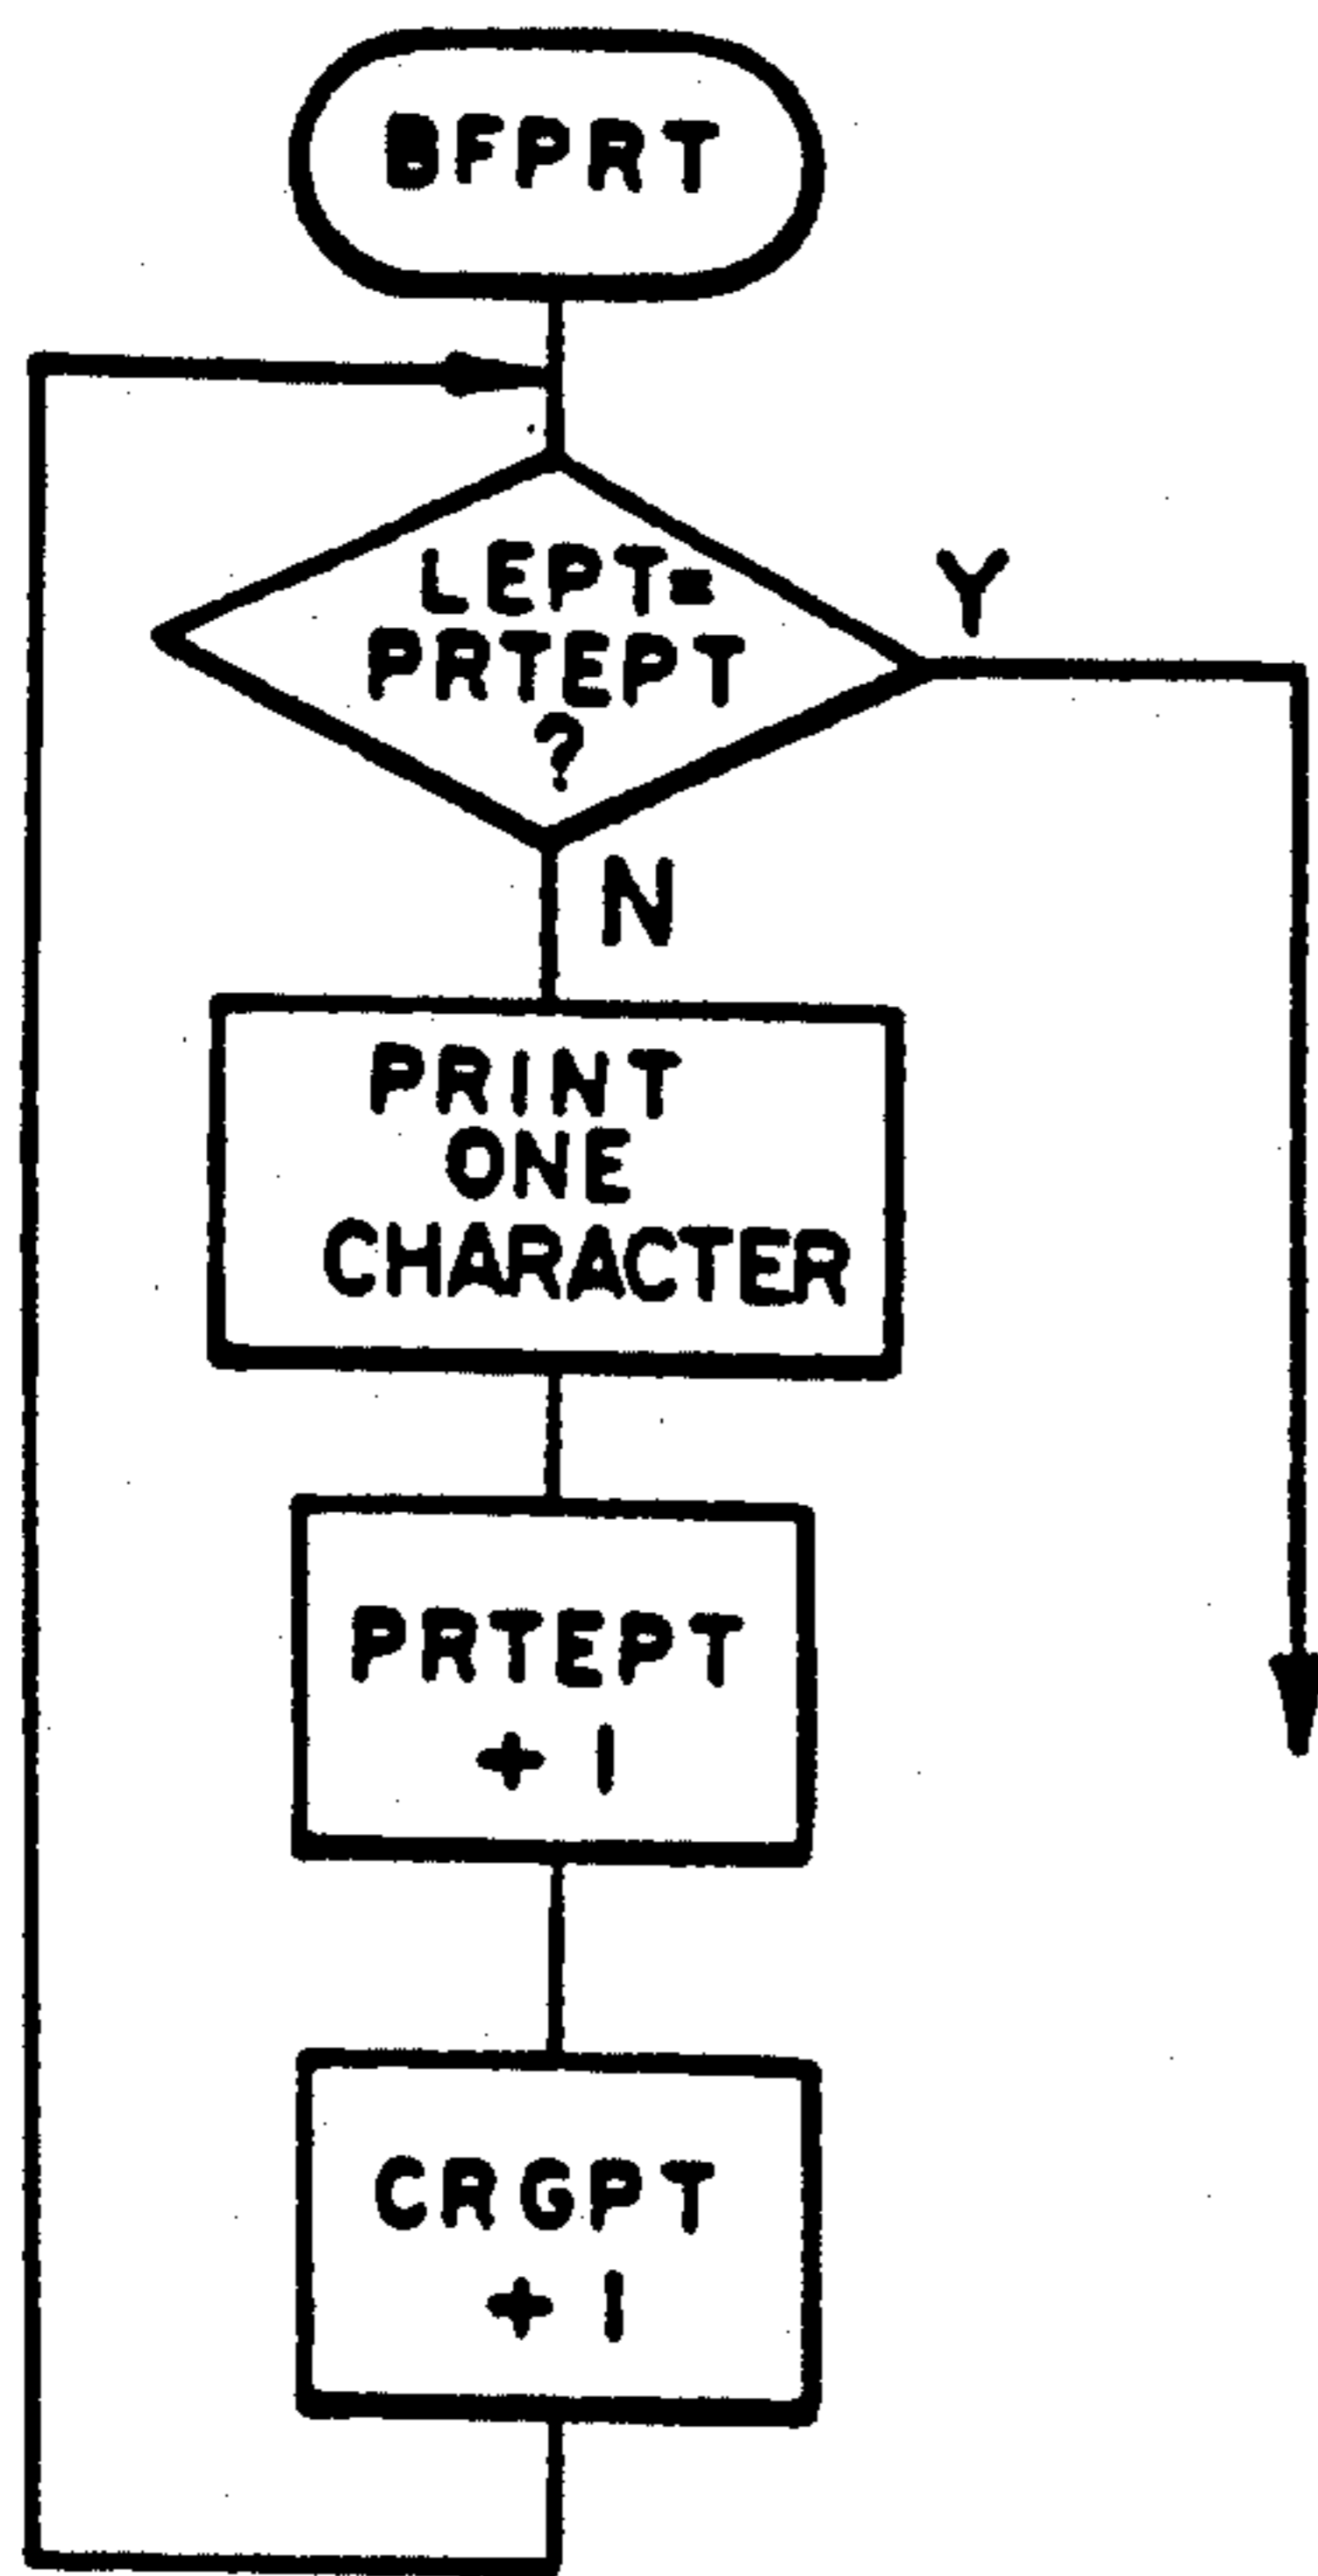 BFPRT
LEPT=
PRTEPT
?
Y
N
PRINT
ONE
CHARACTER
PRTEPT
+ 1
CRGPT
+ 1